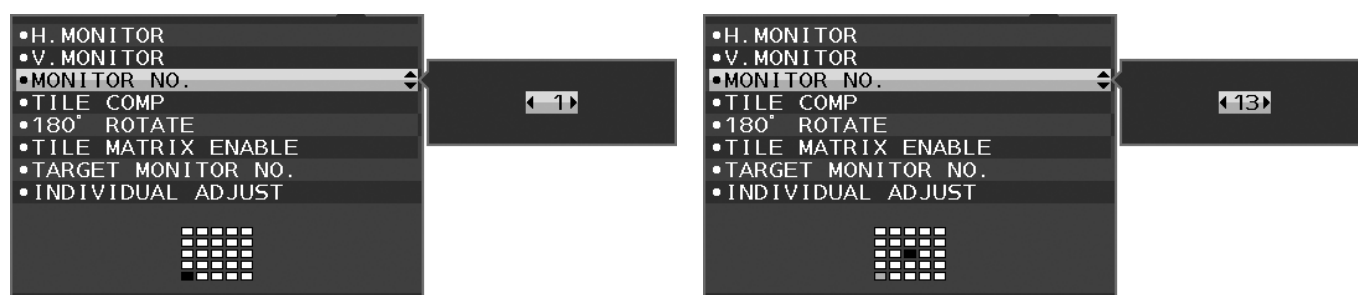 •H.MONITOR
•V.MONITOR
•MONITOR NO.
•TILE COMP
•180° ROTATE
•TILE MATRIX ENABLE
•TARGET MONITOR NO.
•INDIVIDUAL ADJUST
1
•H.MONITOR
•V.MONITOR
•MONITOR NO.
•TILE COMP
•180° ROTATE
•TILE MATRIX ENABLE
•TARGET MONITOR NO.
•INDIVIDUAL ADJUST
13